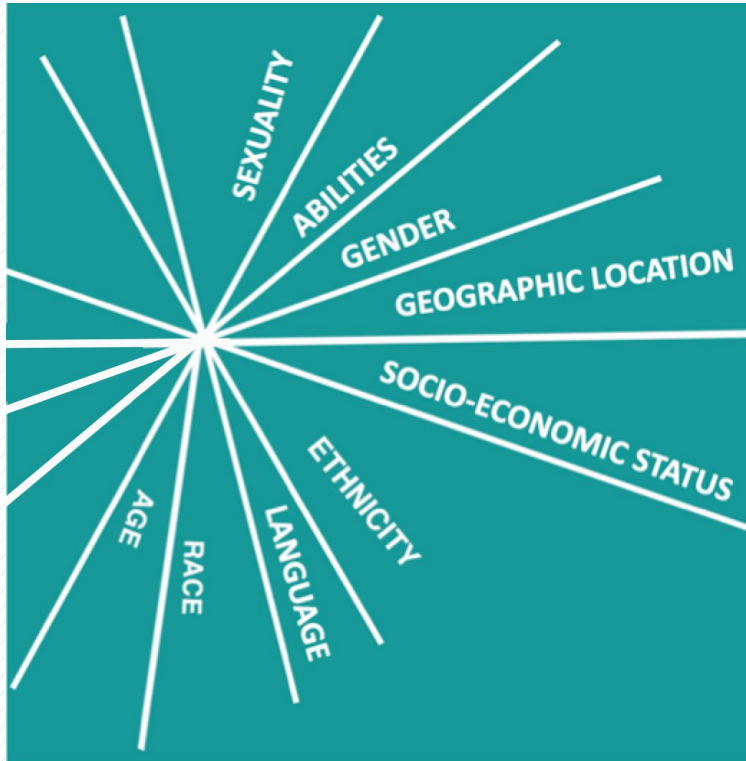 SEXUALITY
ABILITIES
GENDER
GEOGRAPHIC LOCATION
SOCIO-ECONOMIC STATUS
ETHNICITY
LANGUAGE
RACE
AGE